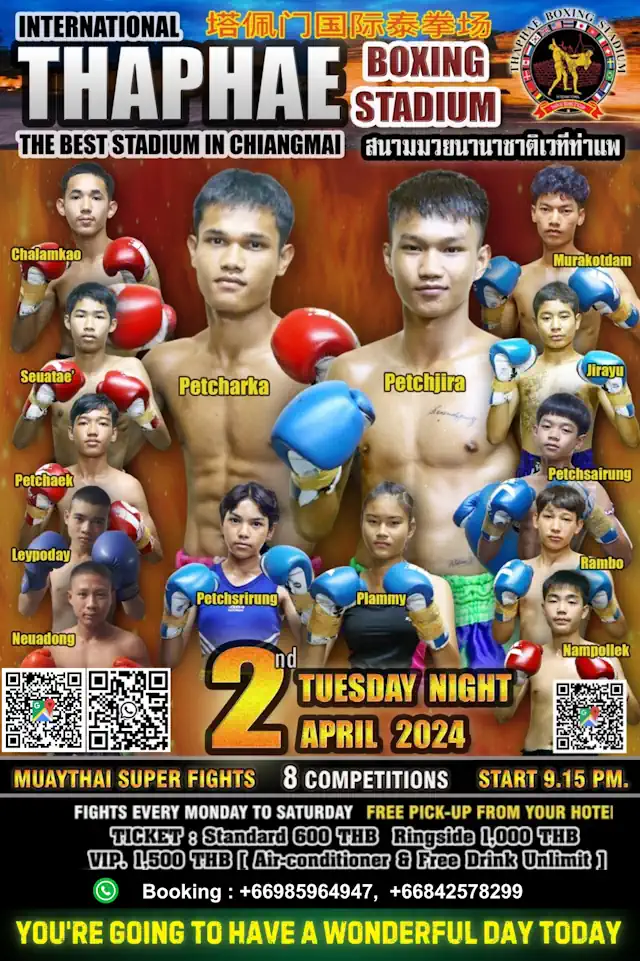 INTERNATIONAL
塔佩门国际泰拳场
THAPHAE
BOXING
STADIUM
THAPHAE BOXING STADIUM
THE BEST STADIUM IN CHIANGMAI
สนามมวยนานาชาติเวทีท่าแพ
Chalamkao
Murakotdam
Seuatae'
Petcharka
Petchjira
Jirayu
Petchaek
Petchsairung
Leypoday
Rambo
Petchsrirung
Plammy
Neuadong
Nampollek
2nd
TUESDAY NIGHT
APRIL 2024
MUAYTHAI SUPER FIGHTS 8 COMPETITIONS START 9.15 PM.
FIGHTS EVERY MONDAY TO SATURDAY FREE PICK-UP FROM YOUR HOTE
TICKET : Standard 600 THB Ringside 1,000 THB
VIP. 1,500 THB [ Air-conditioner & Free Drink Unlimit ]
Booking : +66985964947, +66842578299
YOU'RE GOING TO HAVE A WONDERFUL DAY TODAY